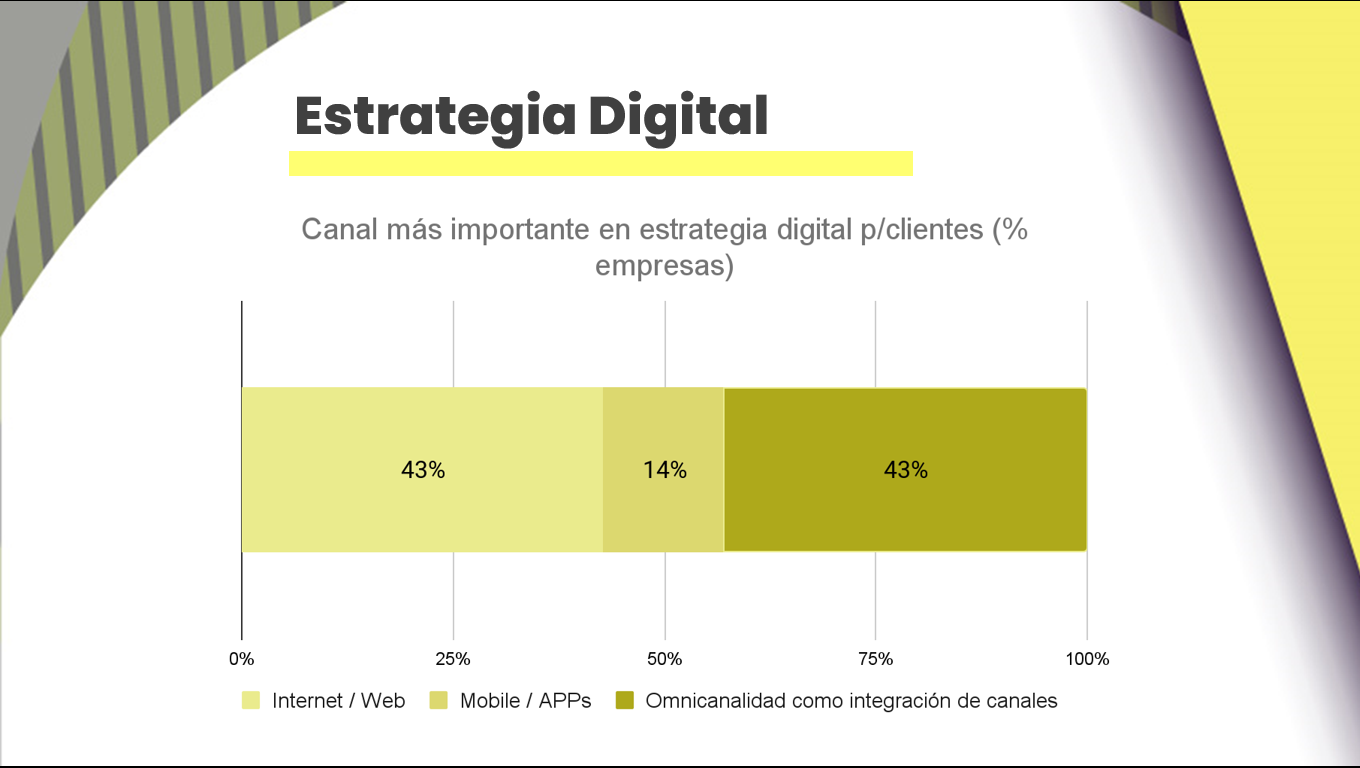 Estrategia Digital
Canal más importante en estrategia digital p/clientes (%
empresas)
43% 14% 43%
0% 25% 50% 75% 100%
Internet / Web Mobile / APPs Omnicanalidad como integración de canales